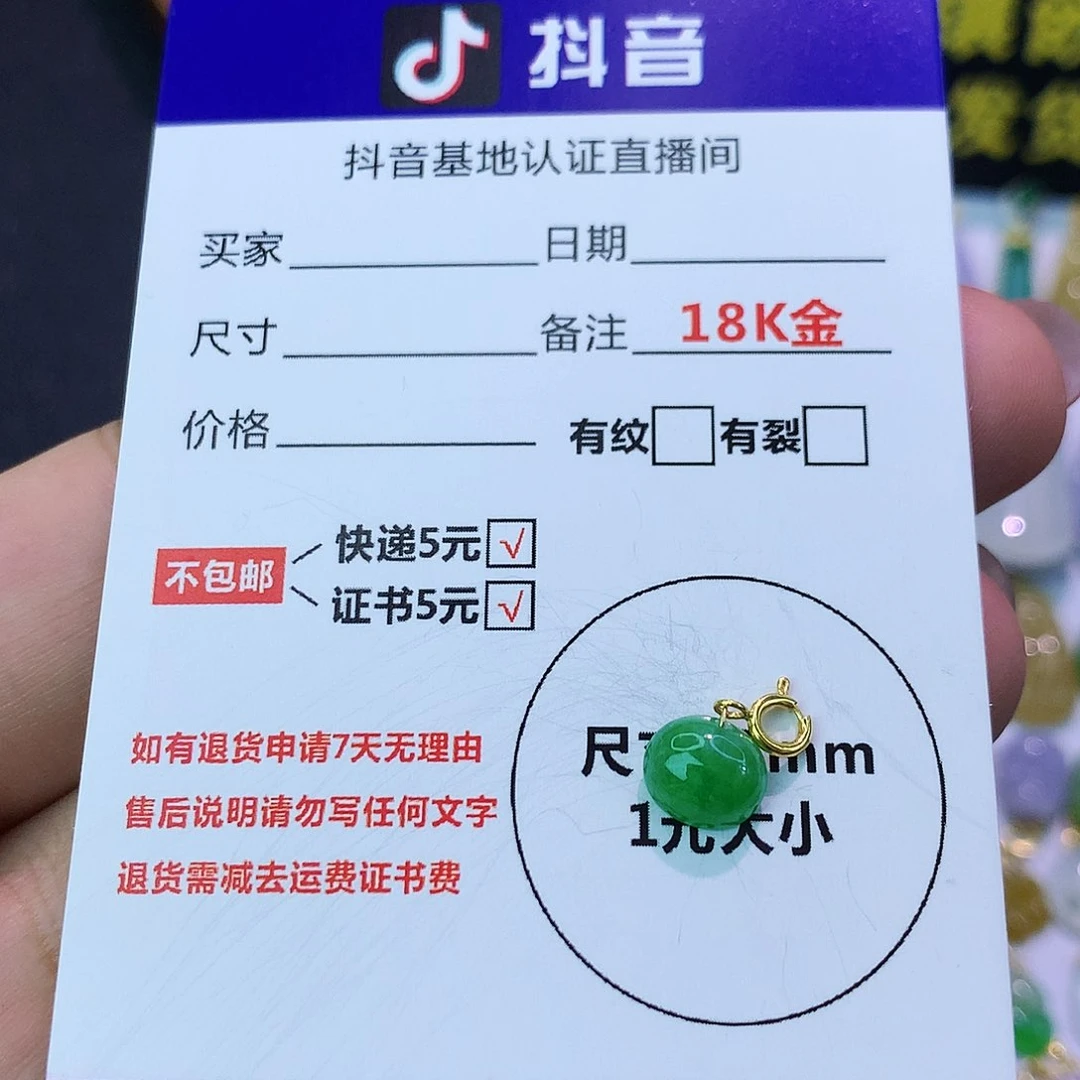 抖音
抖音基地认证直播间
买家 日期
尺寸 备注 18K金
价格 有纹 有裂
快递5元 √
不包邮
证书5元 √
如有退货申请7天无理由
售后说明请勿写任何文字
退货需减去运费证书费
尺 mm
1元大小